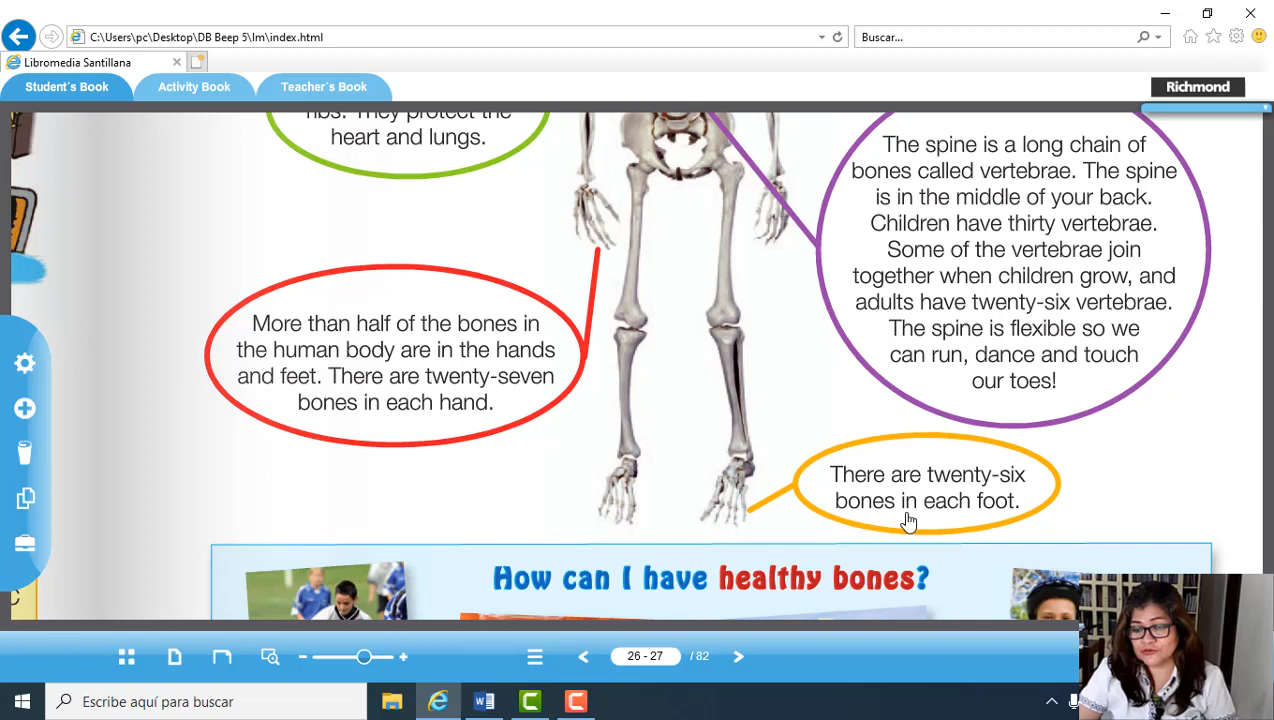 C:\Users\pc\Desktop\DB Beep 5\lm\index.html
Buscar...
Libromedia Santillana
Student's Book
Activity Book
Teacher's Book
Richmond
ribs. They protect the
heart and lungs.
The spine is a long chain of
bones called vertebrae. The spine
is in the middle of your back.
Children have thirty vertebrae.
Some of the vertebrae join
together when children grow, and
adults have twenty-six vertebrae.
The spine is flexible so we
can run, dance and touch
our toes!
More than half of the bones in
the human body are in the hands
and feet. There are twenty-seven
bones in each hand.
There are twenty-six
bones in each foot.
How can I have healthy bones?
26 - 27 / 82
Escribe aquí para buscar